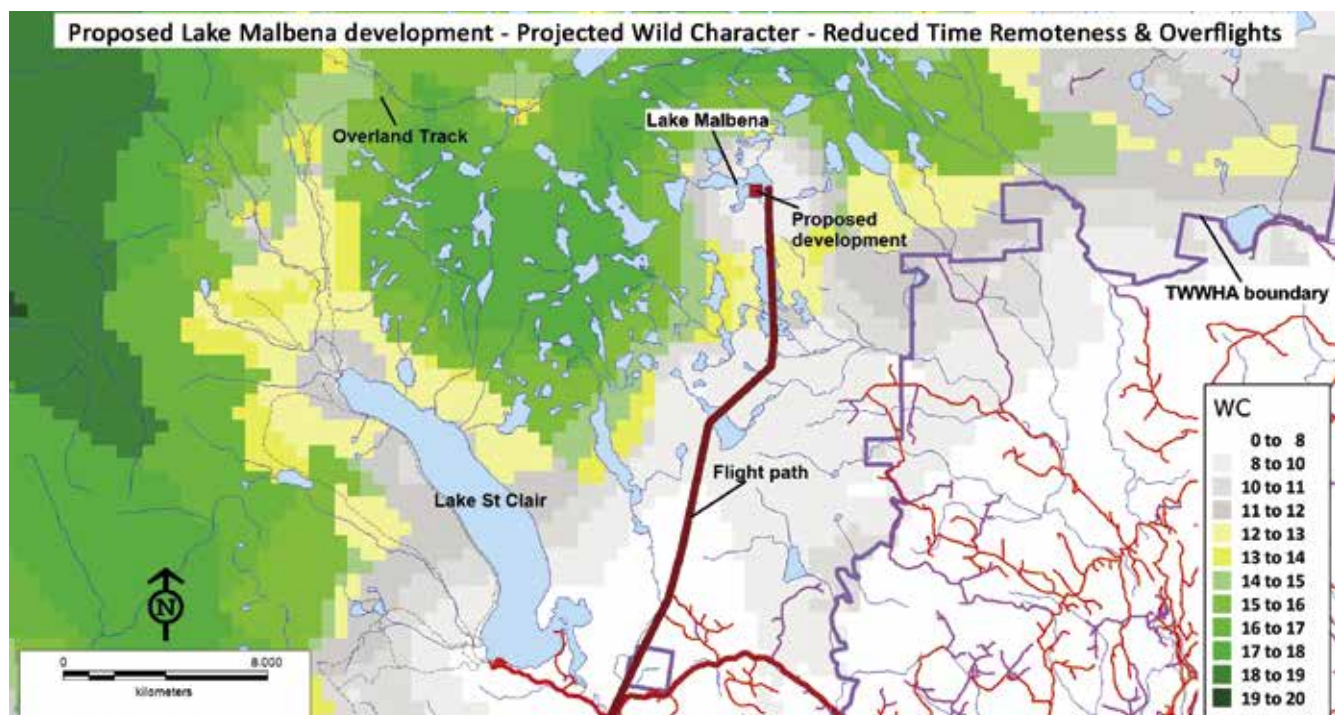 Proposed Lake Malbena development - Projected Wild Character - Reduced Time Remoteness & Overflights
Overland Track
Lake Malbena
Proposed
development
TWWHA boundary
Flight path
Lake St Clair
WC
0 to 8
8 to 10
10 to 11
11 to 12
12 to 13
13 to 14
14 to 15
15 to 16
16 to 17
17 to 18
18 to 19
19 to 20
N
0 8.000
kilometers